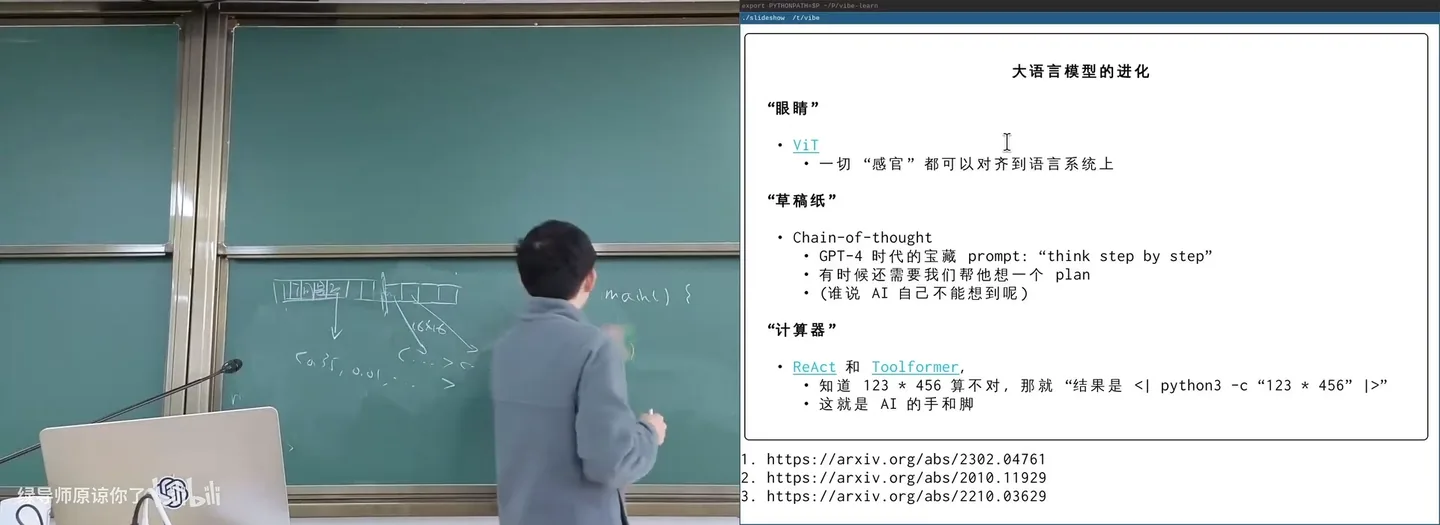 main() {
16x16
绿导师原谅你了
bilibili
export PYTHONPATH=$P ~/P/vibe-learn
./slideshow /t/vibe
大语言模型的进化
“眼睛”
• ViT
• 一切 “感官” 都可以对齐到语言系统上
“草稿纸”
• Chain-of-thought
• GPT-4 时代的宝藏 prompt: “think step by step”
• 有时候还需要我们帮他想一个 plan
• (谁说 AI 自己不能想到呢)
“计算器”
• ReAct 和 Toolformer,
• 知道 123 * 456 算不对, 那就 “结果是 <| python3 -c “123 * 456” |>”
• 这就是 AI 的手和脚
1. https://arxiv.org/abs/2302.04761
2. https://arxiv.org/abs/2010.11929
3. https://arxiv.org/abs/2210.03629